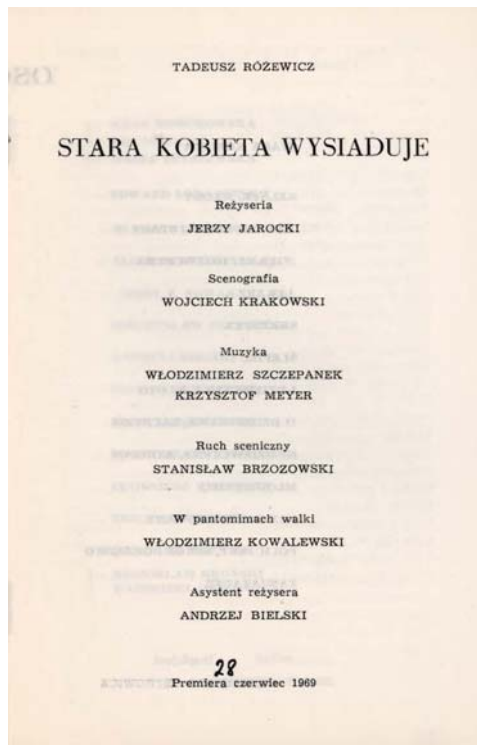 TADEUSZ RÓŻEWICZ
STARA KOBIETA WYSIADUJE
Reżyseria
JERZY JAROCKI
Scenografia
WOJCIECH KRAKOWSKI
Muzyka
WŁODZIMIERZ SZCZEPANEK
KRZYSZTOF MEYER
Ruch sceniczny
STANISŁAW BRZOZOWSKI
W pantomimach walki
WŁODZIMIERZ KOWALEWSKI
Asystent reżysera
ANDRZEJ BIELSKI
28
Premiera czerwiec 1969